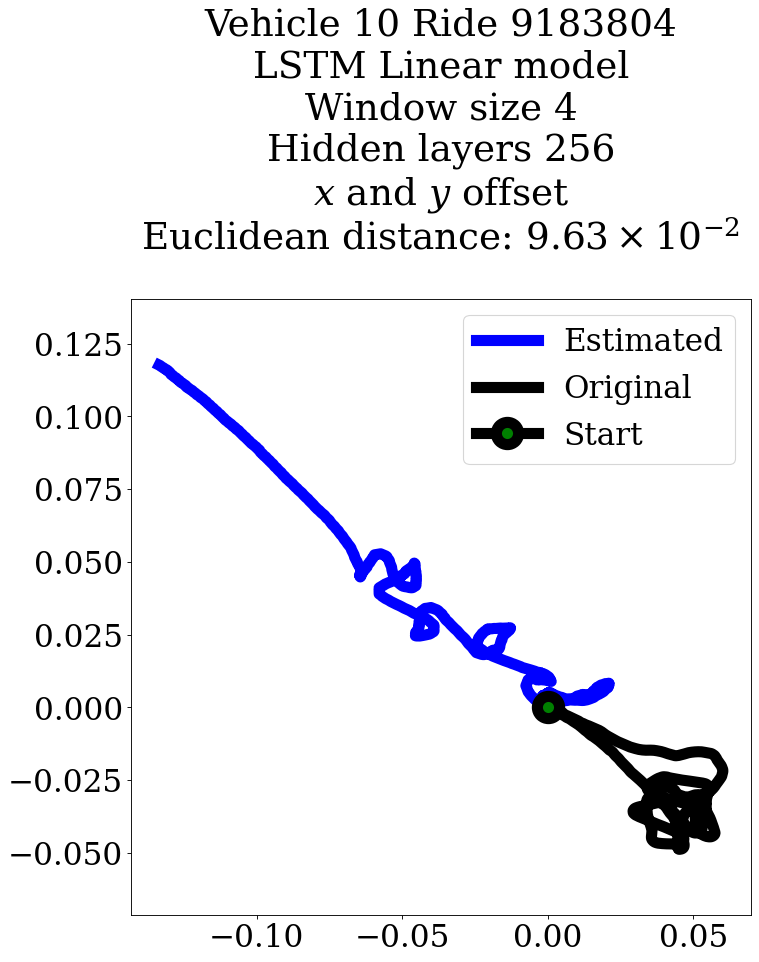 Vehicle 10 Ride 9183804
LSTM Linear model
Window size 4
Hidden layers 256
x and y offset
Euclidean distance: 9.63 × 10⁻²
Estimated
Original
Start
0.125
0.100
0.075
0.050
0.025
0.000
−0.025
−0.050
−0.10 −0.05 0.00 0.05